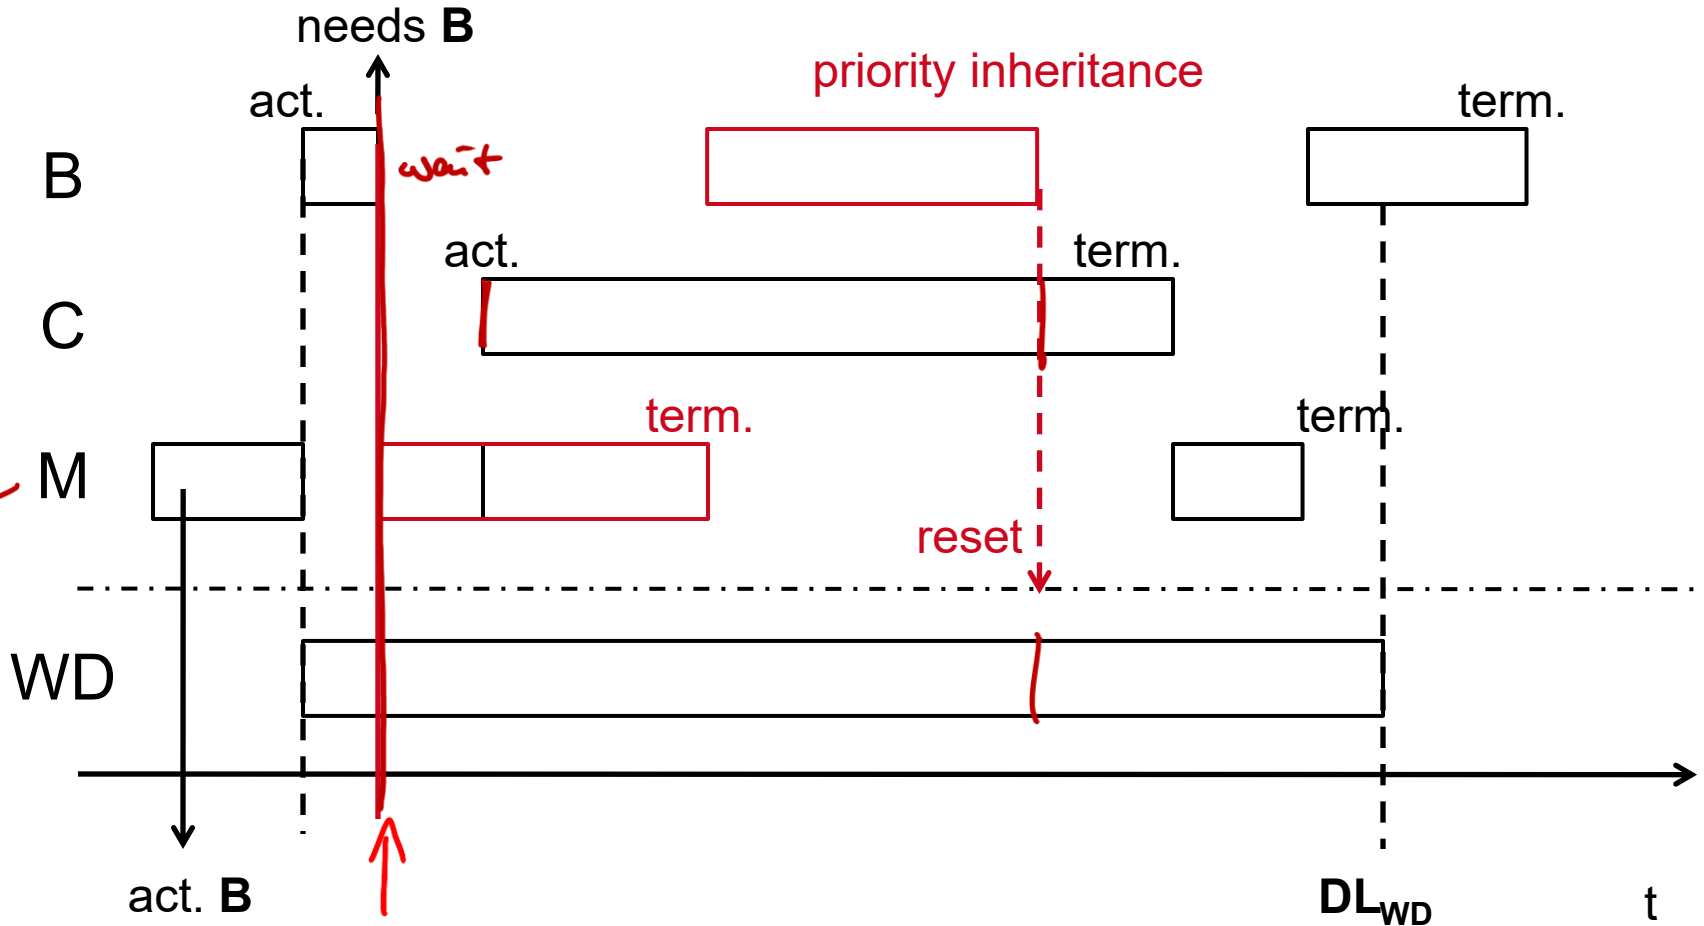 needs B
priority inheritance
act.
term.
B
wait
act.
term.
C
term.
term.
M
reset
WD
act. B
DLWD
t